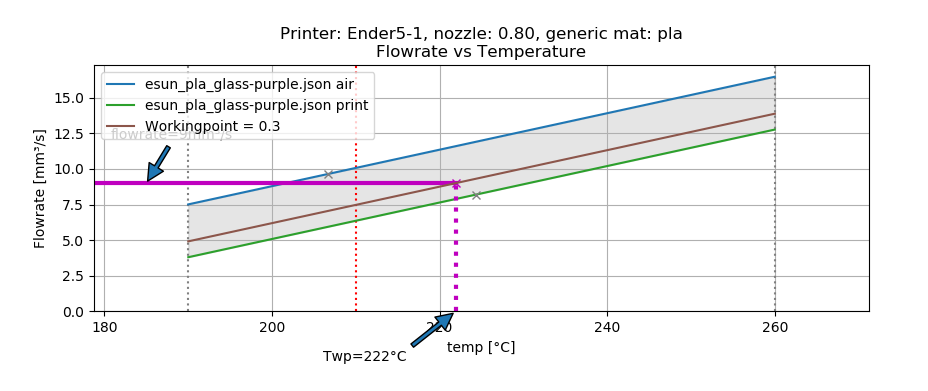 Printer: Ender5-1, nozzle: 0.80, generic mat: pla
Flowrate vs Temperature
esun_pla_glass-purple.json air
esun_pla_glass-purple.json print
Workingpoint = 0.3
flowrate=9mm³/s
15.0
12.5
10.0
7.5
5.0
2.5
0.0
Flowrate [mm³/s]
180
200
220
240
260
temp [°C]
Twp=222°C